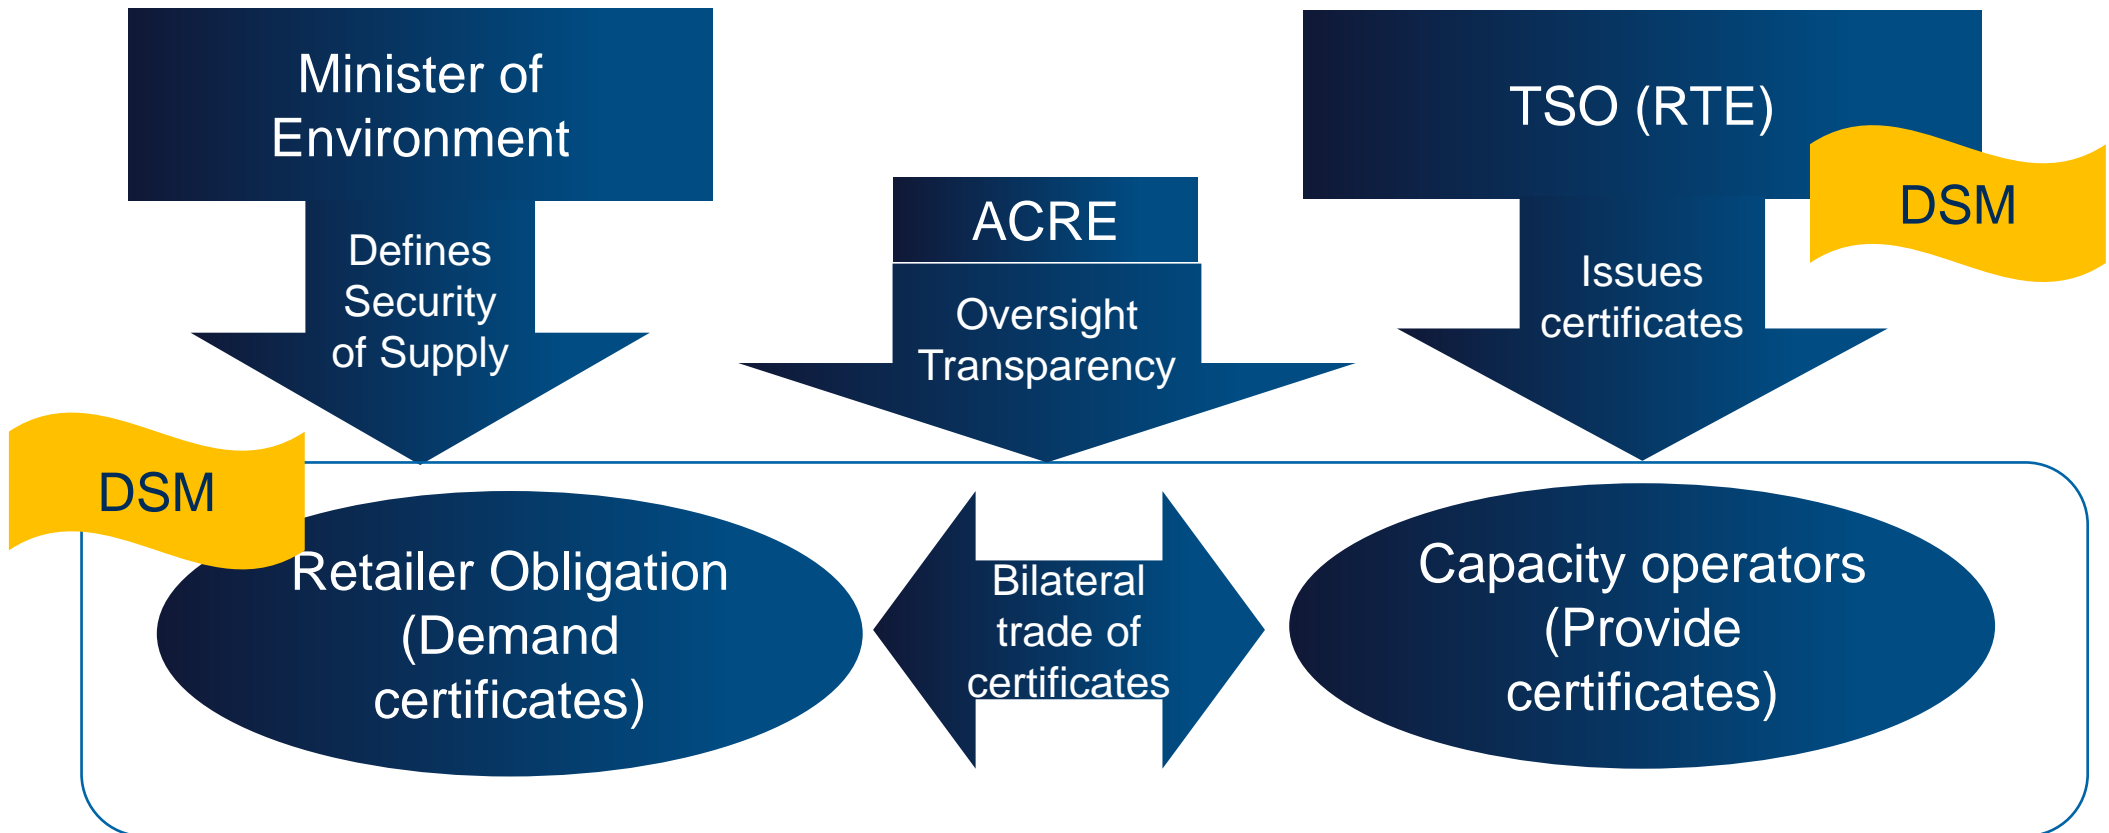 Minister of
Environment
TSO (RTE)
DSM
ACRE
Defines
Security
of Supply
Oversight
Transparency
Issues
certificates
DSM
Retailer Obligation
(Demand
certificates)
Bilateral
trade of
certificates
Capacity operators
(Provide
certificates)